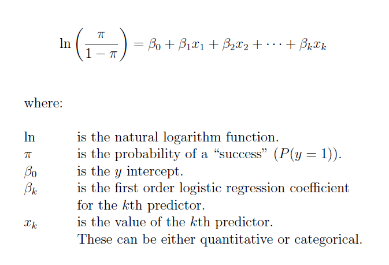 ln(π/(1 − π)) = β₀ + β₁x₁ + β₂x₂ + ⋯ + βₖxₖ
where:
ln is the natural logarithm function.
π is the probability of a “success” (P(y = 1)).
β₀ is the y intercept.
βₖ is the first order logistic regression coefficient
for the kth predictor.
xₖ is the value of the kth predictor.
These can be either quantitative or categorical.